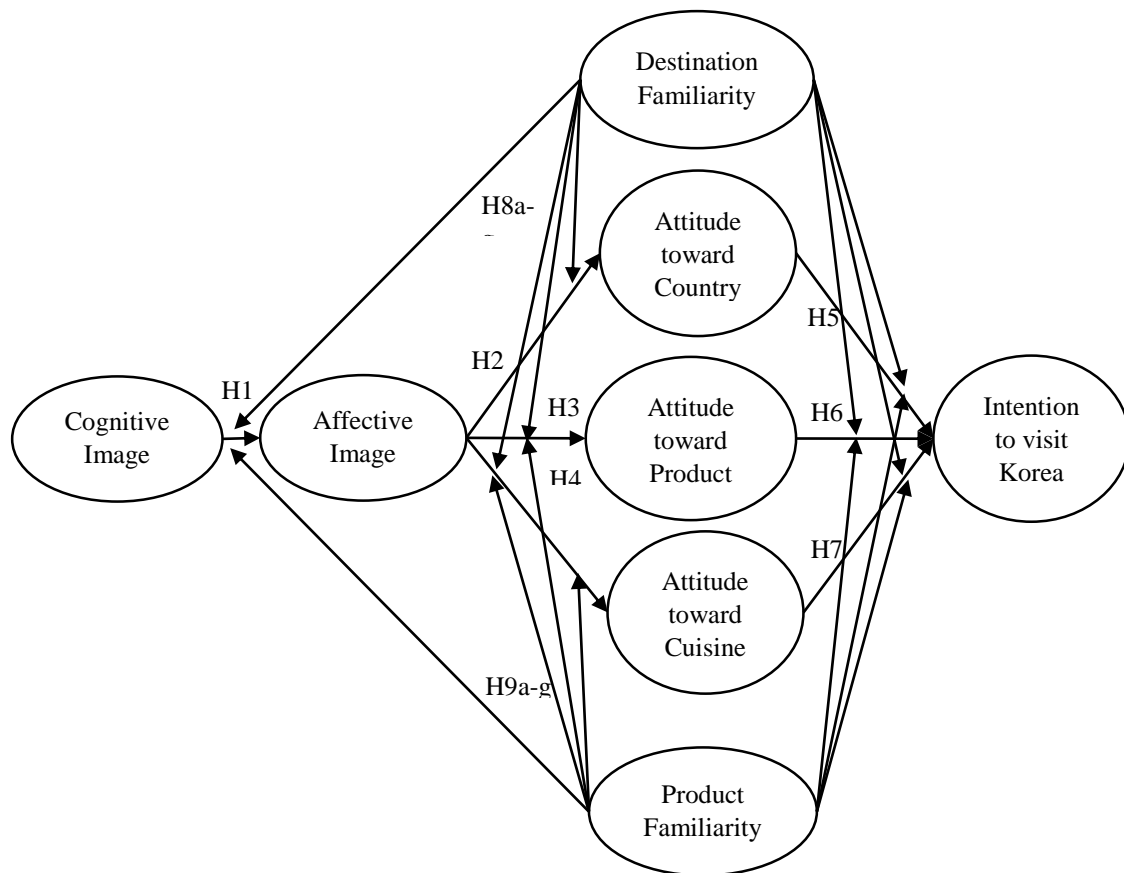 Destination
Familiarity
H8a-
Attitude
toward
Country
H5
H2
H1
Cognitive
Image
Affective
Image
H3
H4
Attitude
toward
Product
H6
Intention
to visit
Korea
H7
Attitude
toward
Cuisine
H9a-g
Product
Familiarity